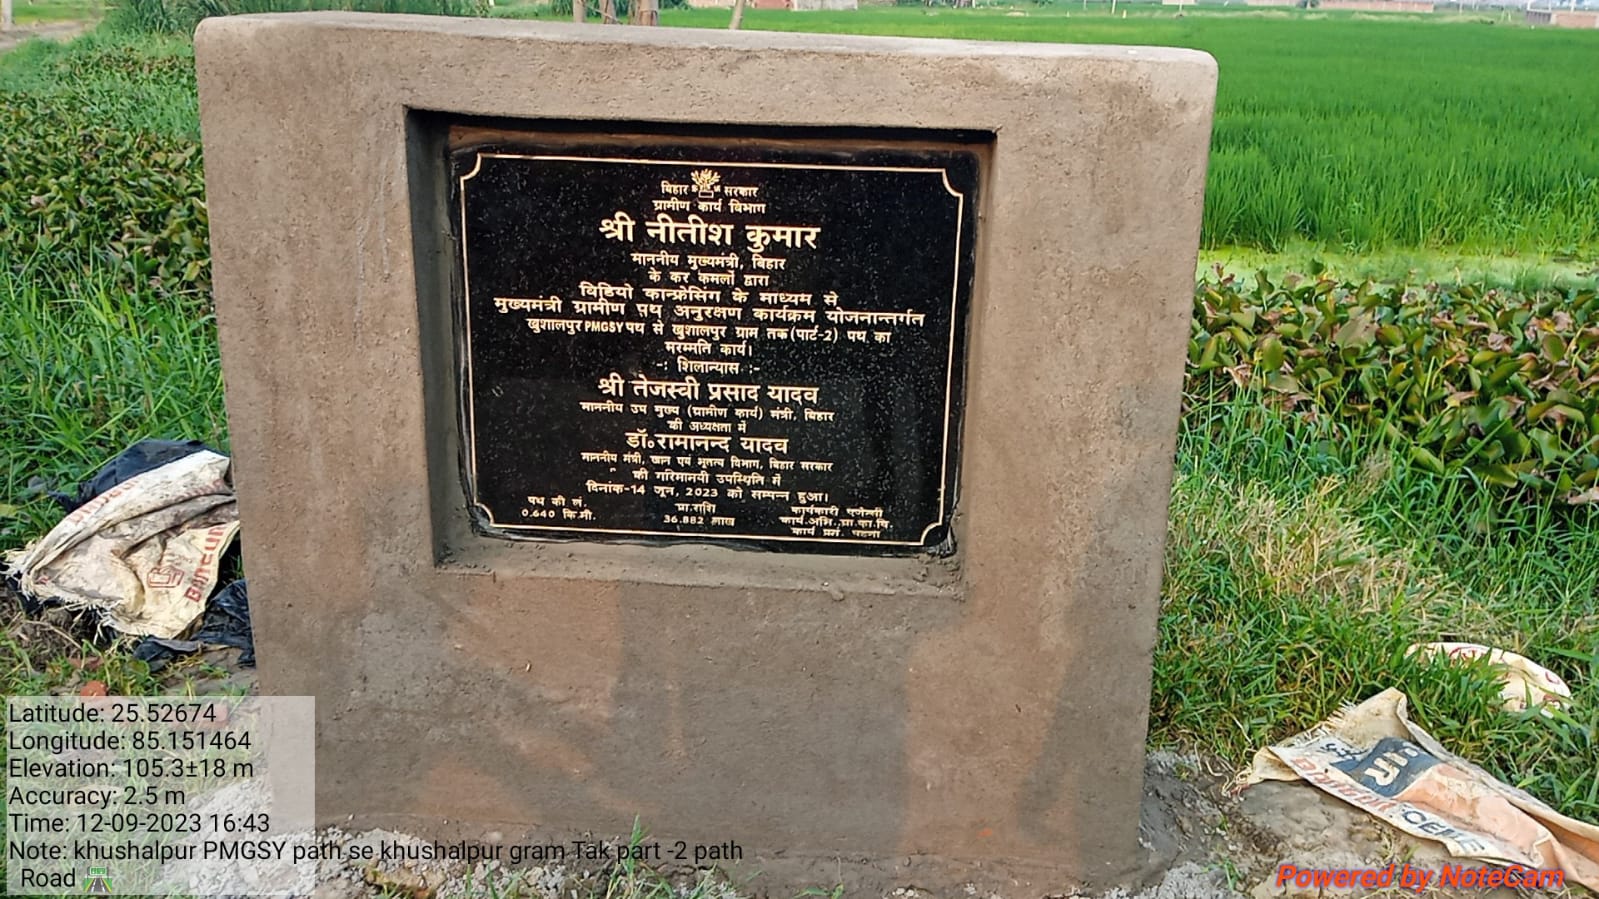 बिहार सरकार
ग्रामीण कार्य विभाग
श्री नीतीश कुमार
माननीय मुख्यमंत्री, बिहार
के कर कमलों द्वारा
विडियो कान्फ्रेसिंग के माध्यम से
मुख्यमंत्री ग्रामीण पथ अनुरक्षण कार्यक्रम योजनान्तर्गत
खुशालपुर PMGSY पथ से खुशालपुर ग्राम तक (पार्ट-2) पथ का
मरम्मति कार्य।
-: शिलान्यास :-
श्री तेजस्वी प्रसाद यादव
माननीय उप मुख्य (ग्रामीण कार्य) मंत्री, बिहार
की अध्यक्षता में
डॉ॰ रामानन्द यादव
माननीय मंत्री, खान एवं भूतत्व विभाग, बिहार सरकार
की गरिमामयी उपस्थिति में
दिनांक-14 जून, 2023 को सम्पन्न हुआ।
पथ की लं. प्रा.राशि कार्यकारी एजेन्सी
0.640 कि.मी. 36.882 लाख कार्य.अभि.,ग्रा.का.वि.
कार्य प्रम. पटना
Latitude: 25.52674
Longitude: 85.151464
Elevation: 105.3±18 m
Accuracy: 2.5 m
Time: 12-09-2023 16:43
Note: khushalpur PMGSY path se khushalpur gram Tak part -2 path
Road
Powered by NoteCam